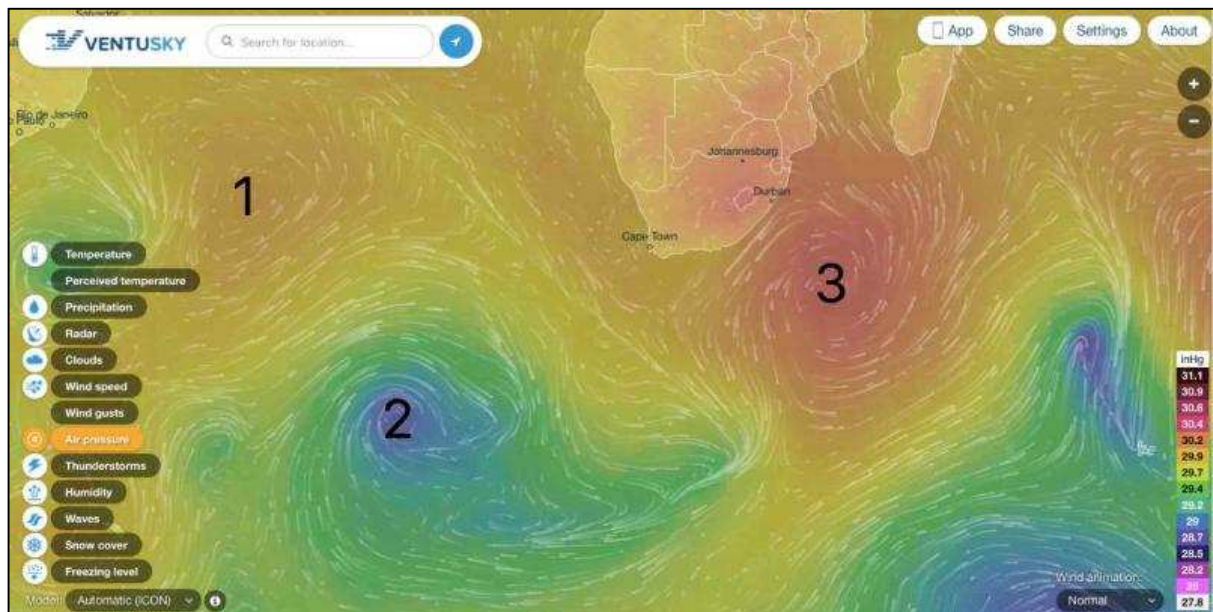 Salvador
VENTUSKY
Search for location...
App
Share
Settings
About
+
−
Rio de Janeiro
Paulo
Johannesburg
Durban
Cape Town
1
2
3
Temperature
Perceived temperature
Precipitation
Radar
Clouds
Wind speed
Wind gusts
Air pressure
Thunderstorms
Humidity
Waves
Snow cover
Freezing level
Model: Automatic (ICON)
inHg
31.1
30.9
30.6
30.4
30.2
29.9
29.7
29.4
29.2
29
28.7
28.5
28.2
28
27.8
Wind animation:
Normal